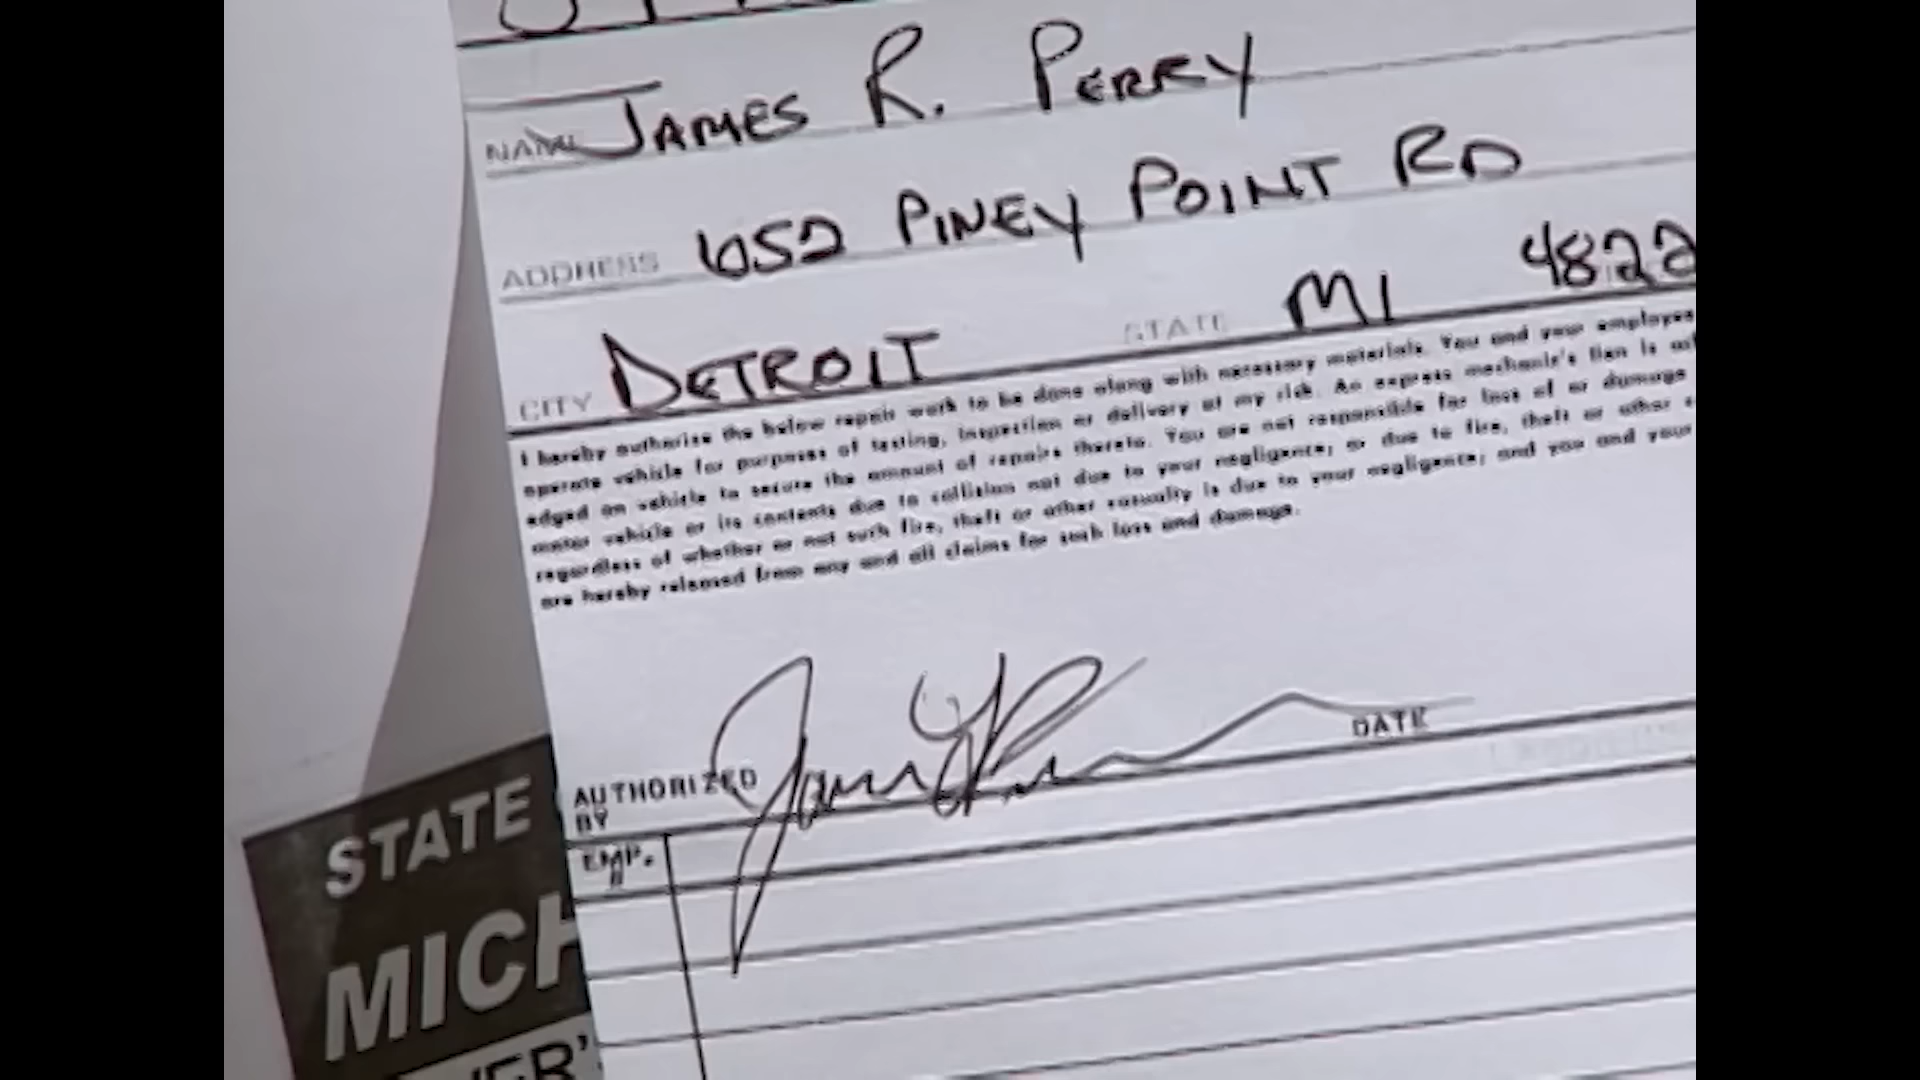 JAMES R. PERRY
NAME
652 PINEY POINT RD
ADDRESS
DETROIT MI 4822
CITY STATE
I hereby authorize the below repair work to be done along with necessary materials. You and your employee
operate vehicle for purposes of testing, inspection or delivery at my risk. An express mechanic's lien is
edged on vehicle to secure the amount of repairs thereto. You are not responsible for loss of or damage
motor vehicle or its contents due to collision not due to your negligence; or due to fire, theft or other
regardless of whether or not such fire, theft or other casualty is due to your negligence; and you and your
are hereby released from any and all claims for such loss and damage.
AUTHORIZED BY DATE
EMP. #
STATE
MICH
VER'